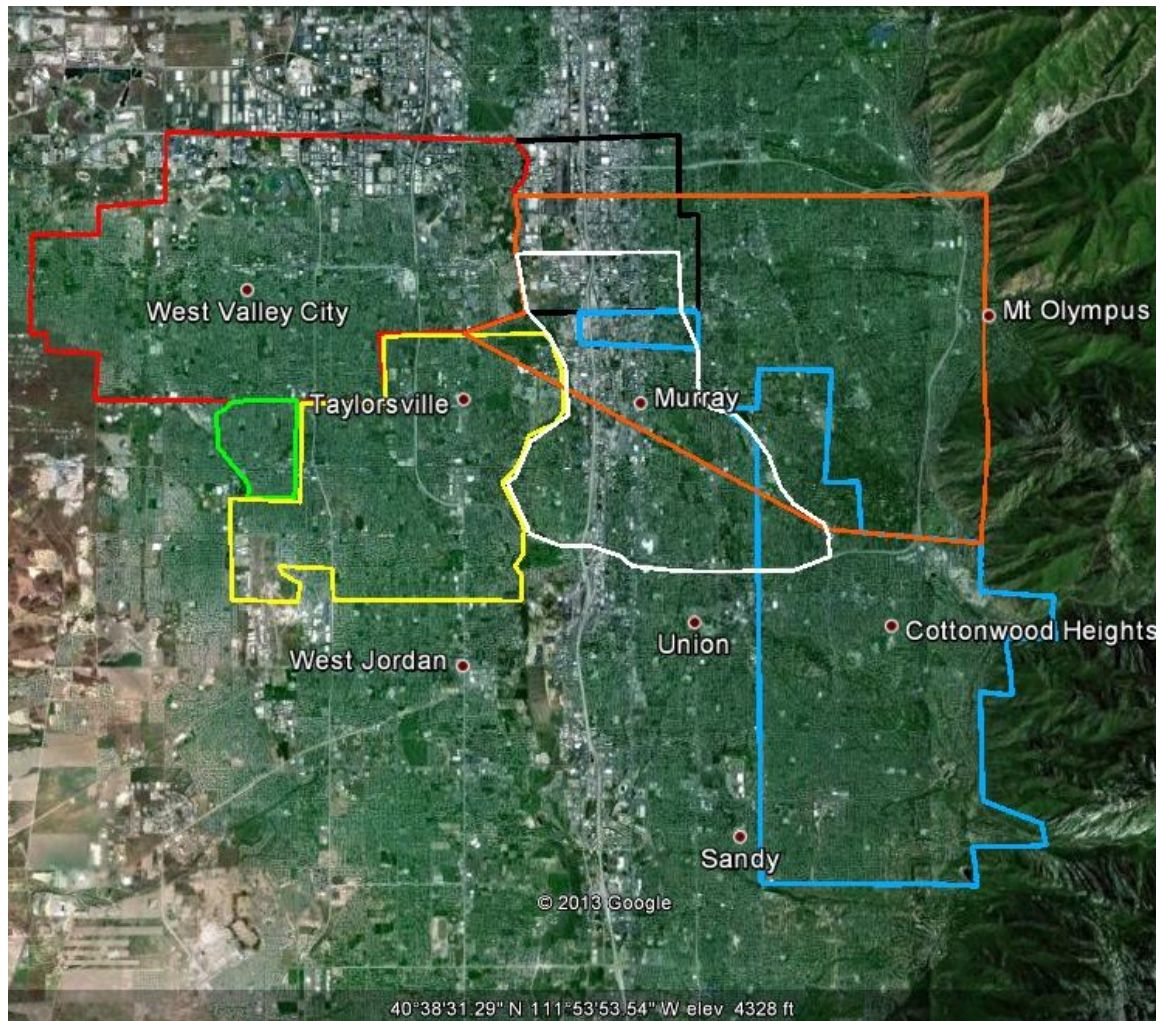 West Valley City
Mt Olympus
Taylorsville
Murray
Union
Cottonwood Heights
West Jordan
Sandy
© 2013 Google
40°38'31.29" N 111°53'53.54" W elev 4328 ft